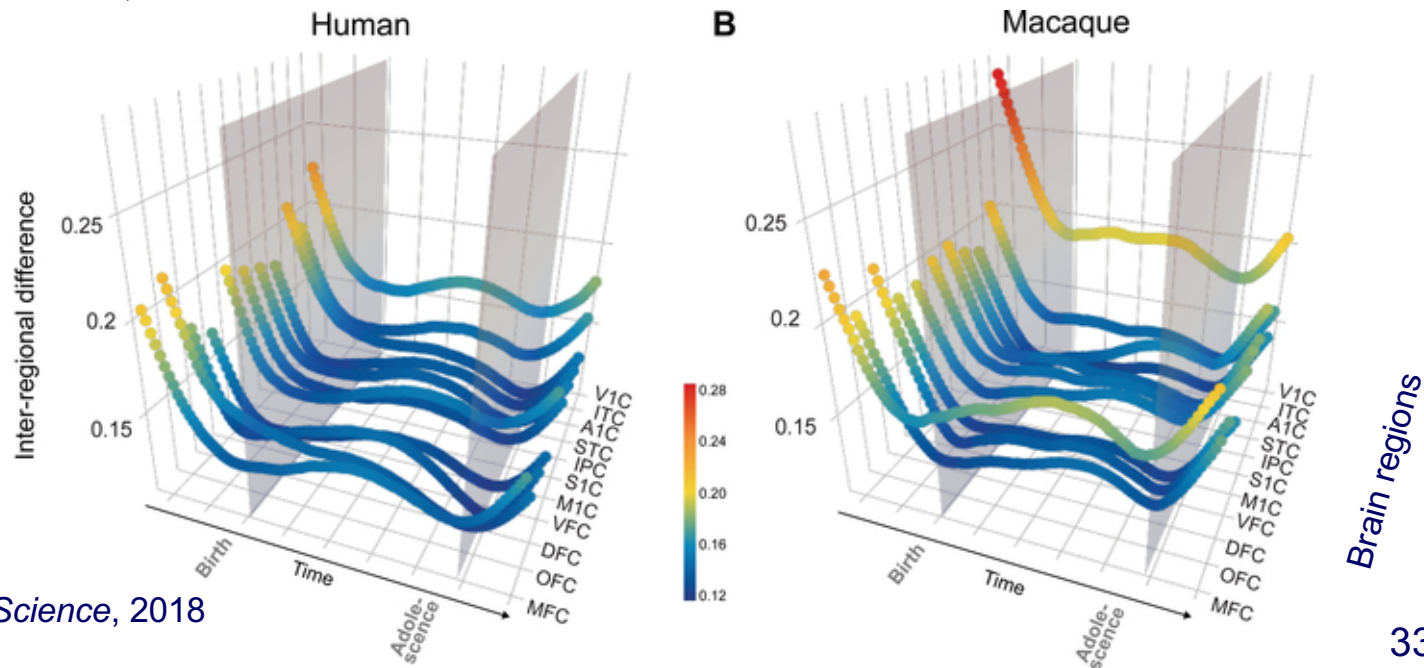 Human
B
Macaque
Inter-regional difference
0.25
0.2
0.15
Birth
Time
Adole-
scence
V1C
ITC
A1C
STC
IPC
S1C
M1C
VFC
DFC
OFC
MFC
0.28
0.24
0.20
0.16
0.12
0.25
0.2
0.15
Birth
Time
Adole-
scence
V1C
ITC
A1C
STC
IPC
S1C
M1C
VFC
DFC
OFC
MFC
Brain regions
Science, 2018
33